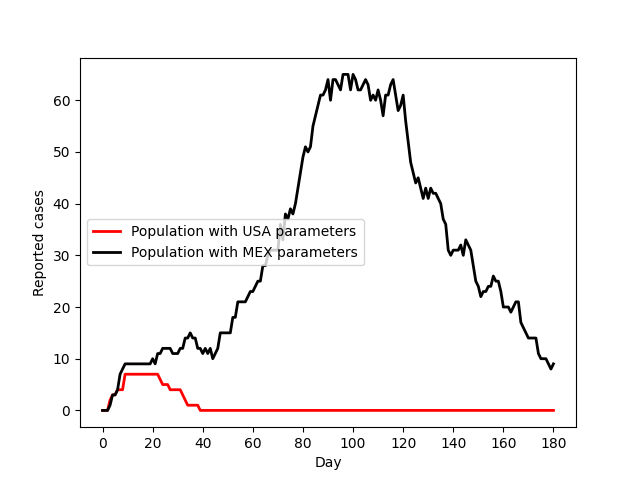 60
50
40
30
20
10
0
Reported cases
Population with USA parameters
Population with MEX parameters
0 20 40 60 80 100 120 140 160 180
Day